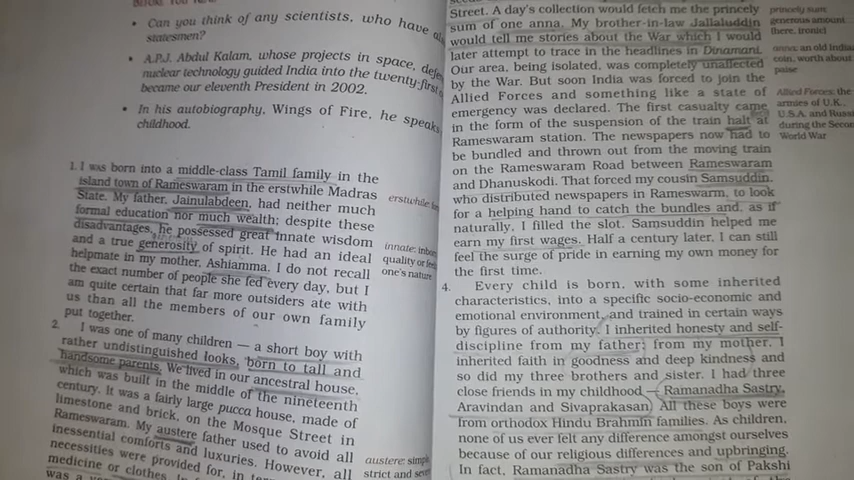 BEFORE YOU READ
• Can you think of any scientists, who have also
statesmen?
• A.P.J. Abdul Kalam, whose projects in space,
nuclear technology guided India into the twenty-first
became our eleventh President in 2002.
• In his autobiography, Wings of Fire, he speaks
childhood.
1. I was born into a middle-class Tamil family in the
island town of Rameswaram in the erstwhile Madras
State. My father, Jainulabdeen, had neither much
formal education nor much wealth; despite these
disadvantages, he possessed great innate wisdom
and a true generosity of spirit. He had an ideal
helpmate in my mother, Ashiamma. I do not recall
the exact number of people she fed every day, but I
am quite certain that far more outsiders ate with
us than all the members of our own family
put together.
2. I was one of many children — a short boy with
rather undistinguished looks, born to tall and
handsome parents. We lived in our ancestral house,
which was built in the middle of the nineteenth
century. It was a fairly large pucca house, made of
limestone and brick, on the Mosque Street in
Rameswaram. My austere father used to avoid all
inessential comforts and luxuries. However, all
necessities were provided for, in
medicine or clothes.
was a
erstwhile:
innate:
quality or
one's nature
austere: simple,
strict and
Street. A day's collection would fetch me the princely
sum of one anna. My brother-in-law Jallaluddin
would tell me stories about the War which I would
later attempt to trace in the headlines in Dinamani.
Our area, being isolated, was completely unaffected
by the War. But soon India was forced to join the
Allied Forces and something like a state of
emergency was declared. The first casualty came
in the form of the suspension of the train halt at
Rameswaram station. The newspapers now had to
be bundled and thrown out from the moving train
on the Rameswaram Road between Rameswaram
and Dhanuskodi. That forced my cousin Samsuddin,
who distributed newspapers in Rameswarm, to look
for a helping hand to catch the bundles and, as if
naturally, I filled the slot. Samsuddin helped me
earn my first wages. Half a century later, I can still
feel the surge of pride in earning my own money for
the first time.
4. Every child is born, with some inherited
characteristics, into a specific socio-economic and
emotional environment, and trained in certain ways
by figures of authority. I inherited honesty and self-
discipline from my father; from my mother, I
inherited faith in goodness and deep kindness and
so did my three brothers and sister. I had three
close friends in my childhood — Ramanadha Sastry,
Aravindan and Sivaprakasan. All these boys were
from orthodox Hindu Brahmin families. As children,
none of us ever felt any difference amongst ourselves
because of our religious differences and upbringing.
In fact, Ramanadha Sastry was the son of Pakshi
princely sum:
generous amount
there, ironic)
anna: an old Indian
coin, worth about
paise
Allied Forces: the
armies of U.K.,
U.S.A. and Russia
during the Second
World War